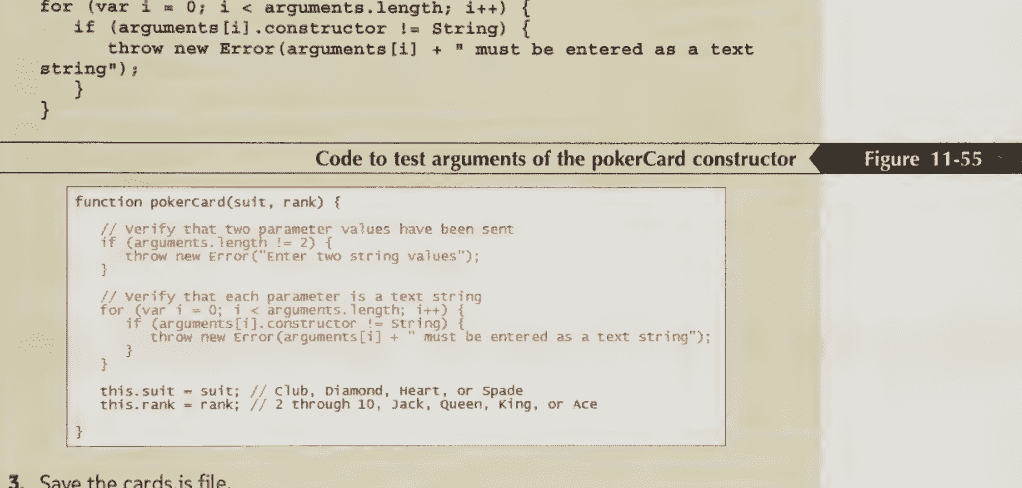 for (var i = 0; i < arguments.length; i++) {
if (arguments[i].constructor != String) {
throw new Error(arguments[i] + " must be entered as a text
string");
}
}
Code to test arguments of the pokerCard constructor
Figure 11-55
function pokerCard(suit, rank) {
// Verify that two parameter values have been sent
if (arguments.length != 2) {
throw new Error("Enter two string values");
}
// Verify that each parameter is a text string
for (var i = 0; i < arguments.length; i++) {
if (arguments[i].constructor != String) {
throw new Error(arguments[i] + " must be entered as a text string");
}
}
this.suit = suit; // Club, Diamond, Heart, or Spade
this.rank = rank; // 2 through 10, Jack, Queen, King, or Ace
}
3. Save the cards.js file.